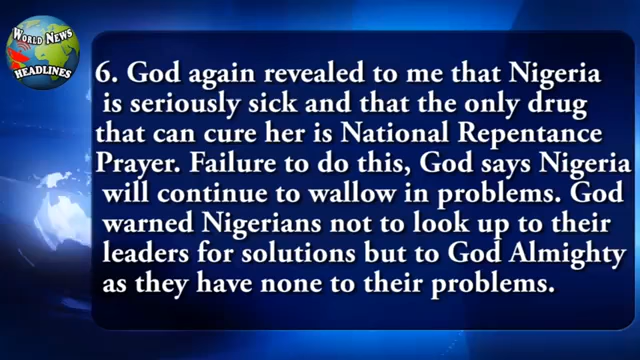 WORLD NEWS
HEADLINES
6. God again revealed to me that Nigeria
is seriously sick and that the only drug
that can cure her is National Repentance
Prayer. Failure to do this, God says Nigeria
will continue to wallow in problems. God
warned Nigerians not to look up to their
leaders for solutions but to God Almighty
as they have none to their problems.